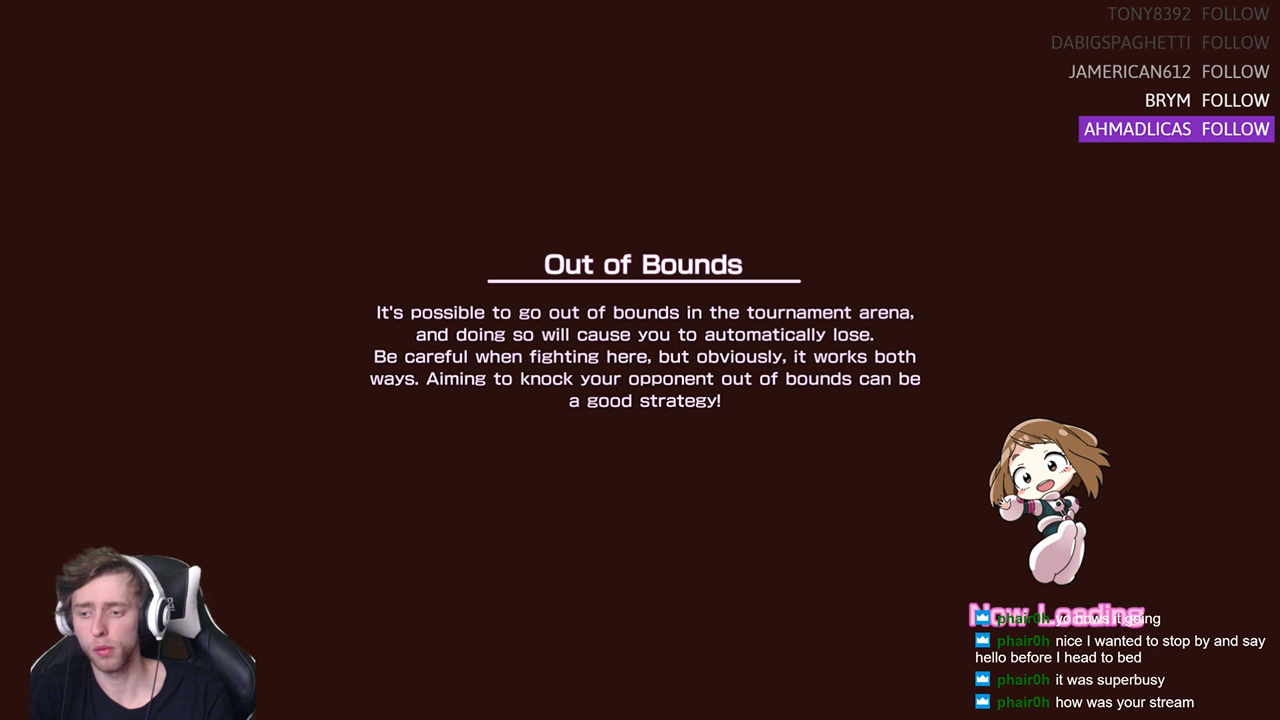 TONY8392 FOLLOW
DABIGSPAGHETTI FOLLOW
JAMERICAN612 FOLLOW
BRYM FOLLOW
AHMADLICAS FOLLOW
Out of Bounds
It's possible to go out of bounds in the tournament arena,
and doing so will cause you to automatically lose.
Be careful when fighting here, but obviously, it works both
ways. Aiming to knock your opponent out of bounds can be
a good strategy!
Now Loading
phair0h yo hows it going
phair0h nice I wanted to stop by and say
hello before I head to bed
phair0h it was superbusy
phair0h how was your stream